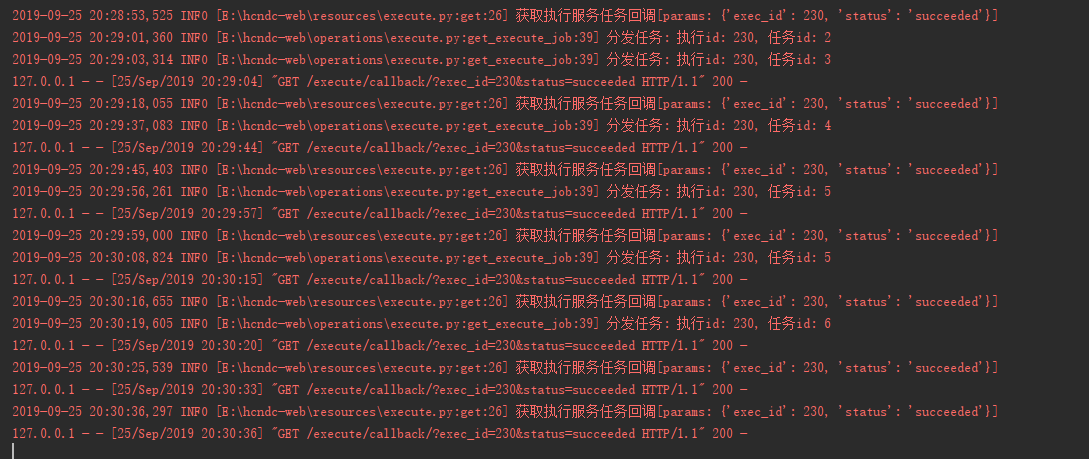 2019-09-25 20:28:53,525 INFO [E:\hcndc-web\resources\execute.py:get:26] 获取执行服务任务回调[params: {'exec_id': 230, 'status': 'succeeded'}]
2019-09-25 20:29:01,360 INFO [E:\hcndc-web\operations\execute.py:get_execute_job:39] 分发任务: 执行id: 230, 任务id: 2
2019-09-25 20:29:03,314 INFO [E:\hcndc-web\operations\execute.py:get_execute_job:39] 分发任务: 执行id: 230, 任务id: 3
127.0.0.1 - - [25/Sep/2019 20:29:04] "GET /execute/callback/?exec_id=230&status=succeeded HTTP/1.1" 200 -
2019-09-25 20:29:18,055 INFO [E:\hcndc-web\resources\execute.py:get:26] 获取执行服务任务回调[params: {'exec_id': 230, 'status': 'succeeded'}]
2019-09-25 20:29:37,083 INFO [E:\hcndc-web\operations\execute.py:get_execute_job:39] 分发任务: 执行id: 230, 任务id: 4
127.0.0.1 - - [25/Sep/2019 20:29:44] "GET /execute/callback/?exec_id=230&status=succeeded HTTP/1.1" 200 -
2019-09-25 20:29:45,403 INFO [E:\hcndc-web\resources\execute.py:get:26] 获取执行服务任务回调[params: {'exec_id': 230, 'status': 'succeeded'}]
2019-09-25 20:29:56,261 INFO [E:\hcndc-web\operations\execute.py:get_execute_job:39] 分发任务: 执行id: 230, 任务id: 5
127.0.0.1 - - [25/Sep/2019 20:29:57] "GET /execute/callback/?exec_id=230&status=succeeded HTTP/1.1" 200 -
2019-09-25 20:29:59,000 INFO [E:\hcndc-web\resources\execute.py:get:26] 获取执行服务任务回调[params: {'exec_id': 230, 'status': 'succeeded'}]
2019-09-25 20:30:08,824 INFO [E:\hcndc-web\operations\execute.py:get_execute_job:39] 分发任务: 执行id: 230, 任务id: 5
127.0.0.1 - - [25/Sep/2019 20:30:15] "GET /execute/callback/?exec_id=230&status=succeeded HTTP/1.1" 200 -
2019-09-25 20:30:16,655 INFO [E:\hcndc-web\resources\execute.py:get:26] 获取执行服务任务回调[params: {'exec_id': 230, 'status': 'succeeded'}]
2019-09-25 20:30:19,605 INFO [E:\hcndc-web\operations\execute.py:get_execute_job:39] 分发任务: 执行id: 230, 任务id: 6
127.0.0.1 - - [25/Sep/2019 20:30:20] "GET /execute/callback/?exec_id=230&status=succeeded HTTP/1.1" 200 -
2019-09-25 20:30:25,539 INFO [E:\hcndc-web\resources\execute.py:get:26] 获取执行服务任务回调[params: {'exec_id': 230, 'status': 'succeeded'}]
127.0.0.1 - - [25/Sep/2019 20:30:33] "GET /execute/callback/?exec_id=230&status=succeeded HTTP/1.1" 200 -
2019-09-25 20:30:36,297 INFO [E:\hcndc-web\resources\execute.py:get:26] 获取执行服务任务回调[params: {'exec_id': 230, 'status': 'succeeded'}]
127.0.0.1 - - [25/Sep/2019 20:30:36] "GET /execute/callback/?exec_id=230&status=succeeded HTTP/1.1" 200 -